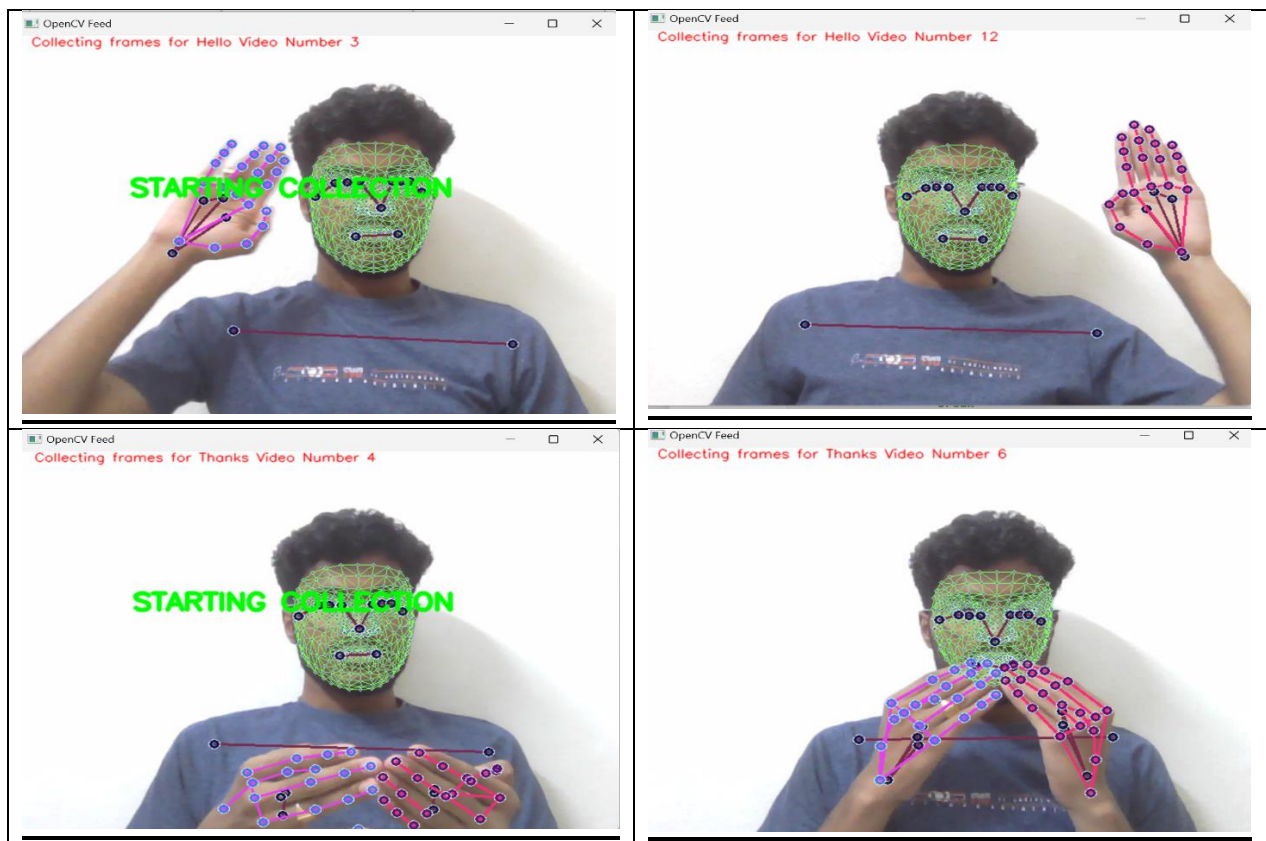 OpenCV Feed
Collecting frames for Hello Video Number 3
STARTING COLLECTION
OpenCV Feed
Collecting frames for Hello Video Number 12
OpenCV Feed
Collecting frames for Thanks Video Number 4
STARTING COLLECTION
OpenCV Feed
Collecting frames for Thanks Video Number 6